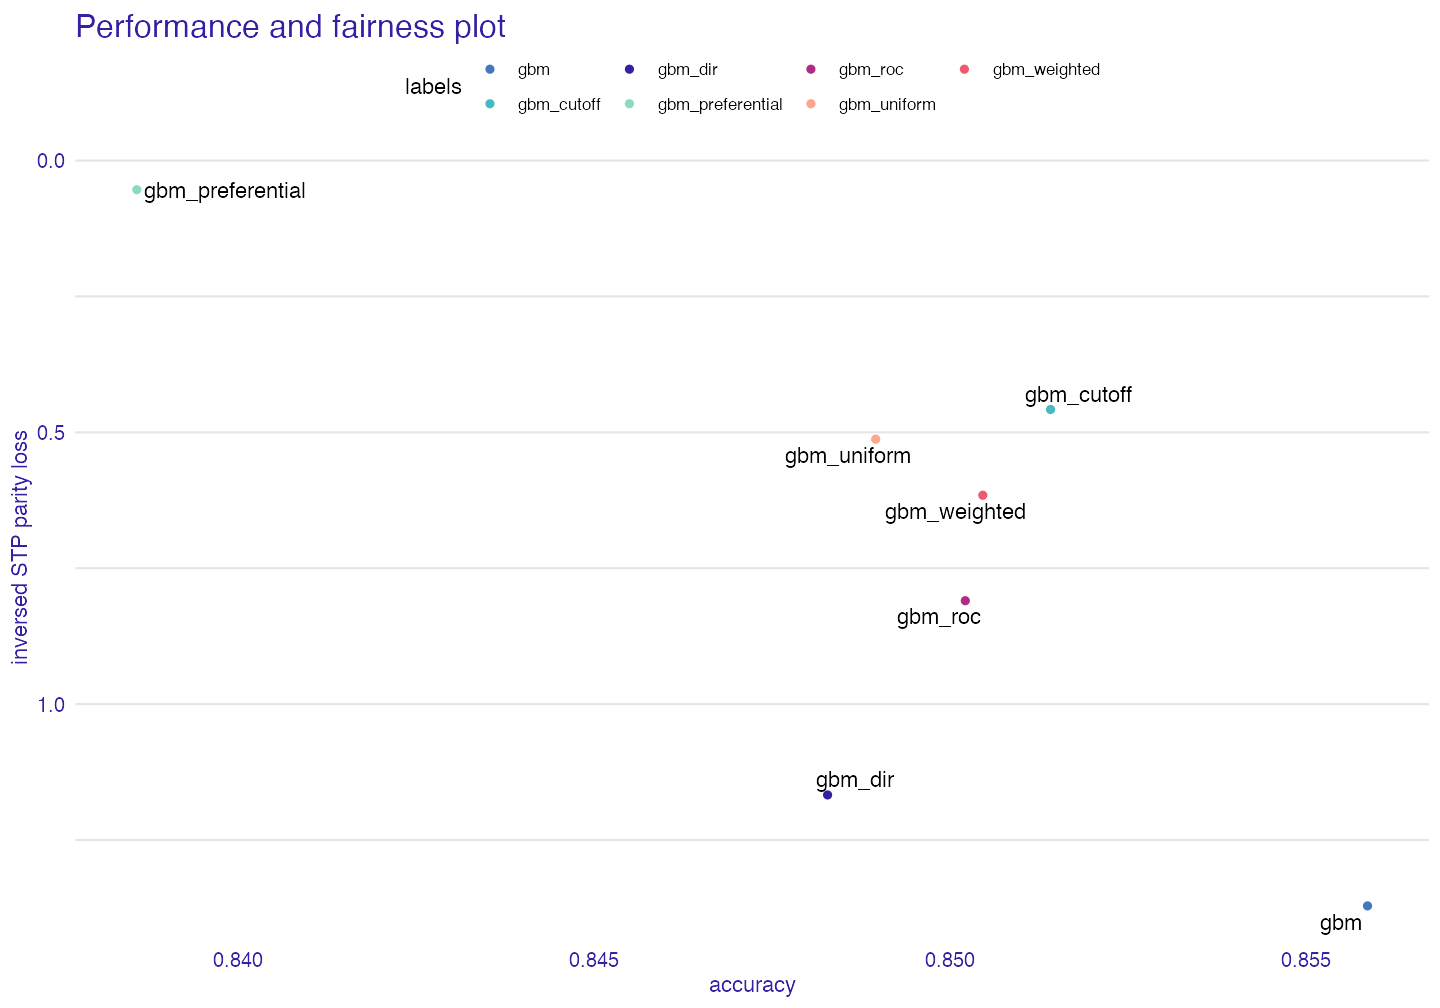 Performance and fairness plot
labels
gbm gbm_dir gbm_roc gbm_weighted
gbm_cutoff gbm_preferential gbm_uniform
0.0
gbm_preferential
gbm_cutoff
0.5
gbm_uniform
gbm_weighted
inversed STP parity loss
gbm_roc
1.0
gbm_dir
gbm
0.840 0.845 0.850 0.855
accuracy